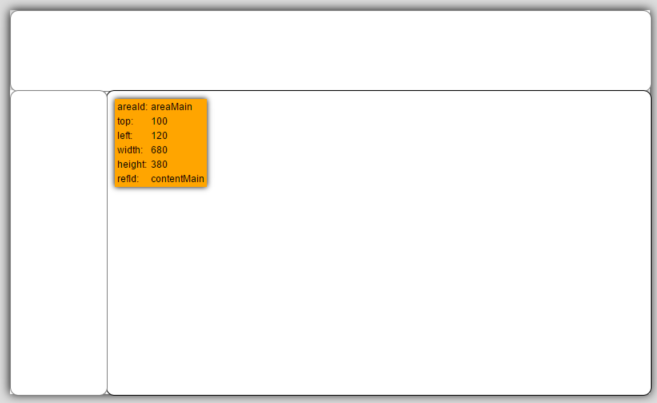 areaId: areaMain
top: 100
left: 120
width: 680
height: 380
refId: contentMain